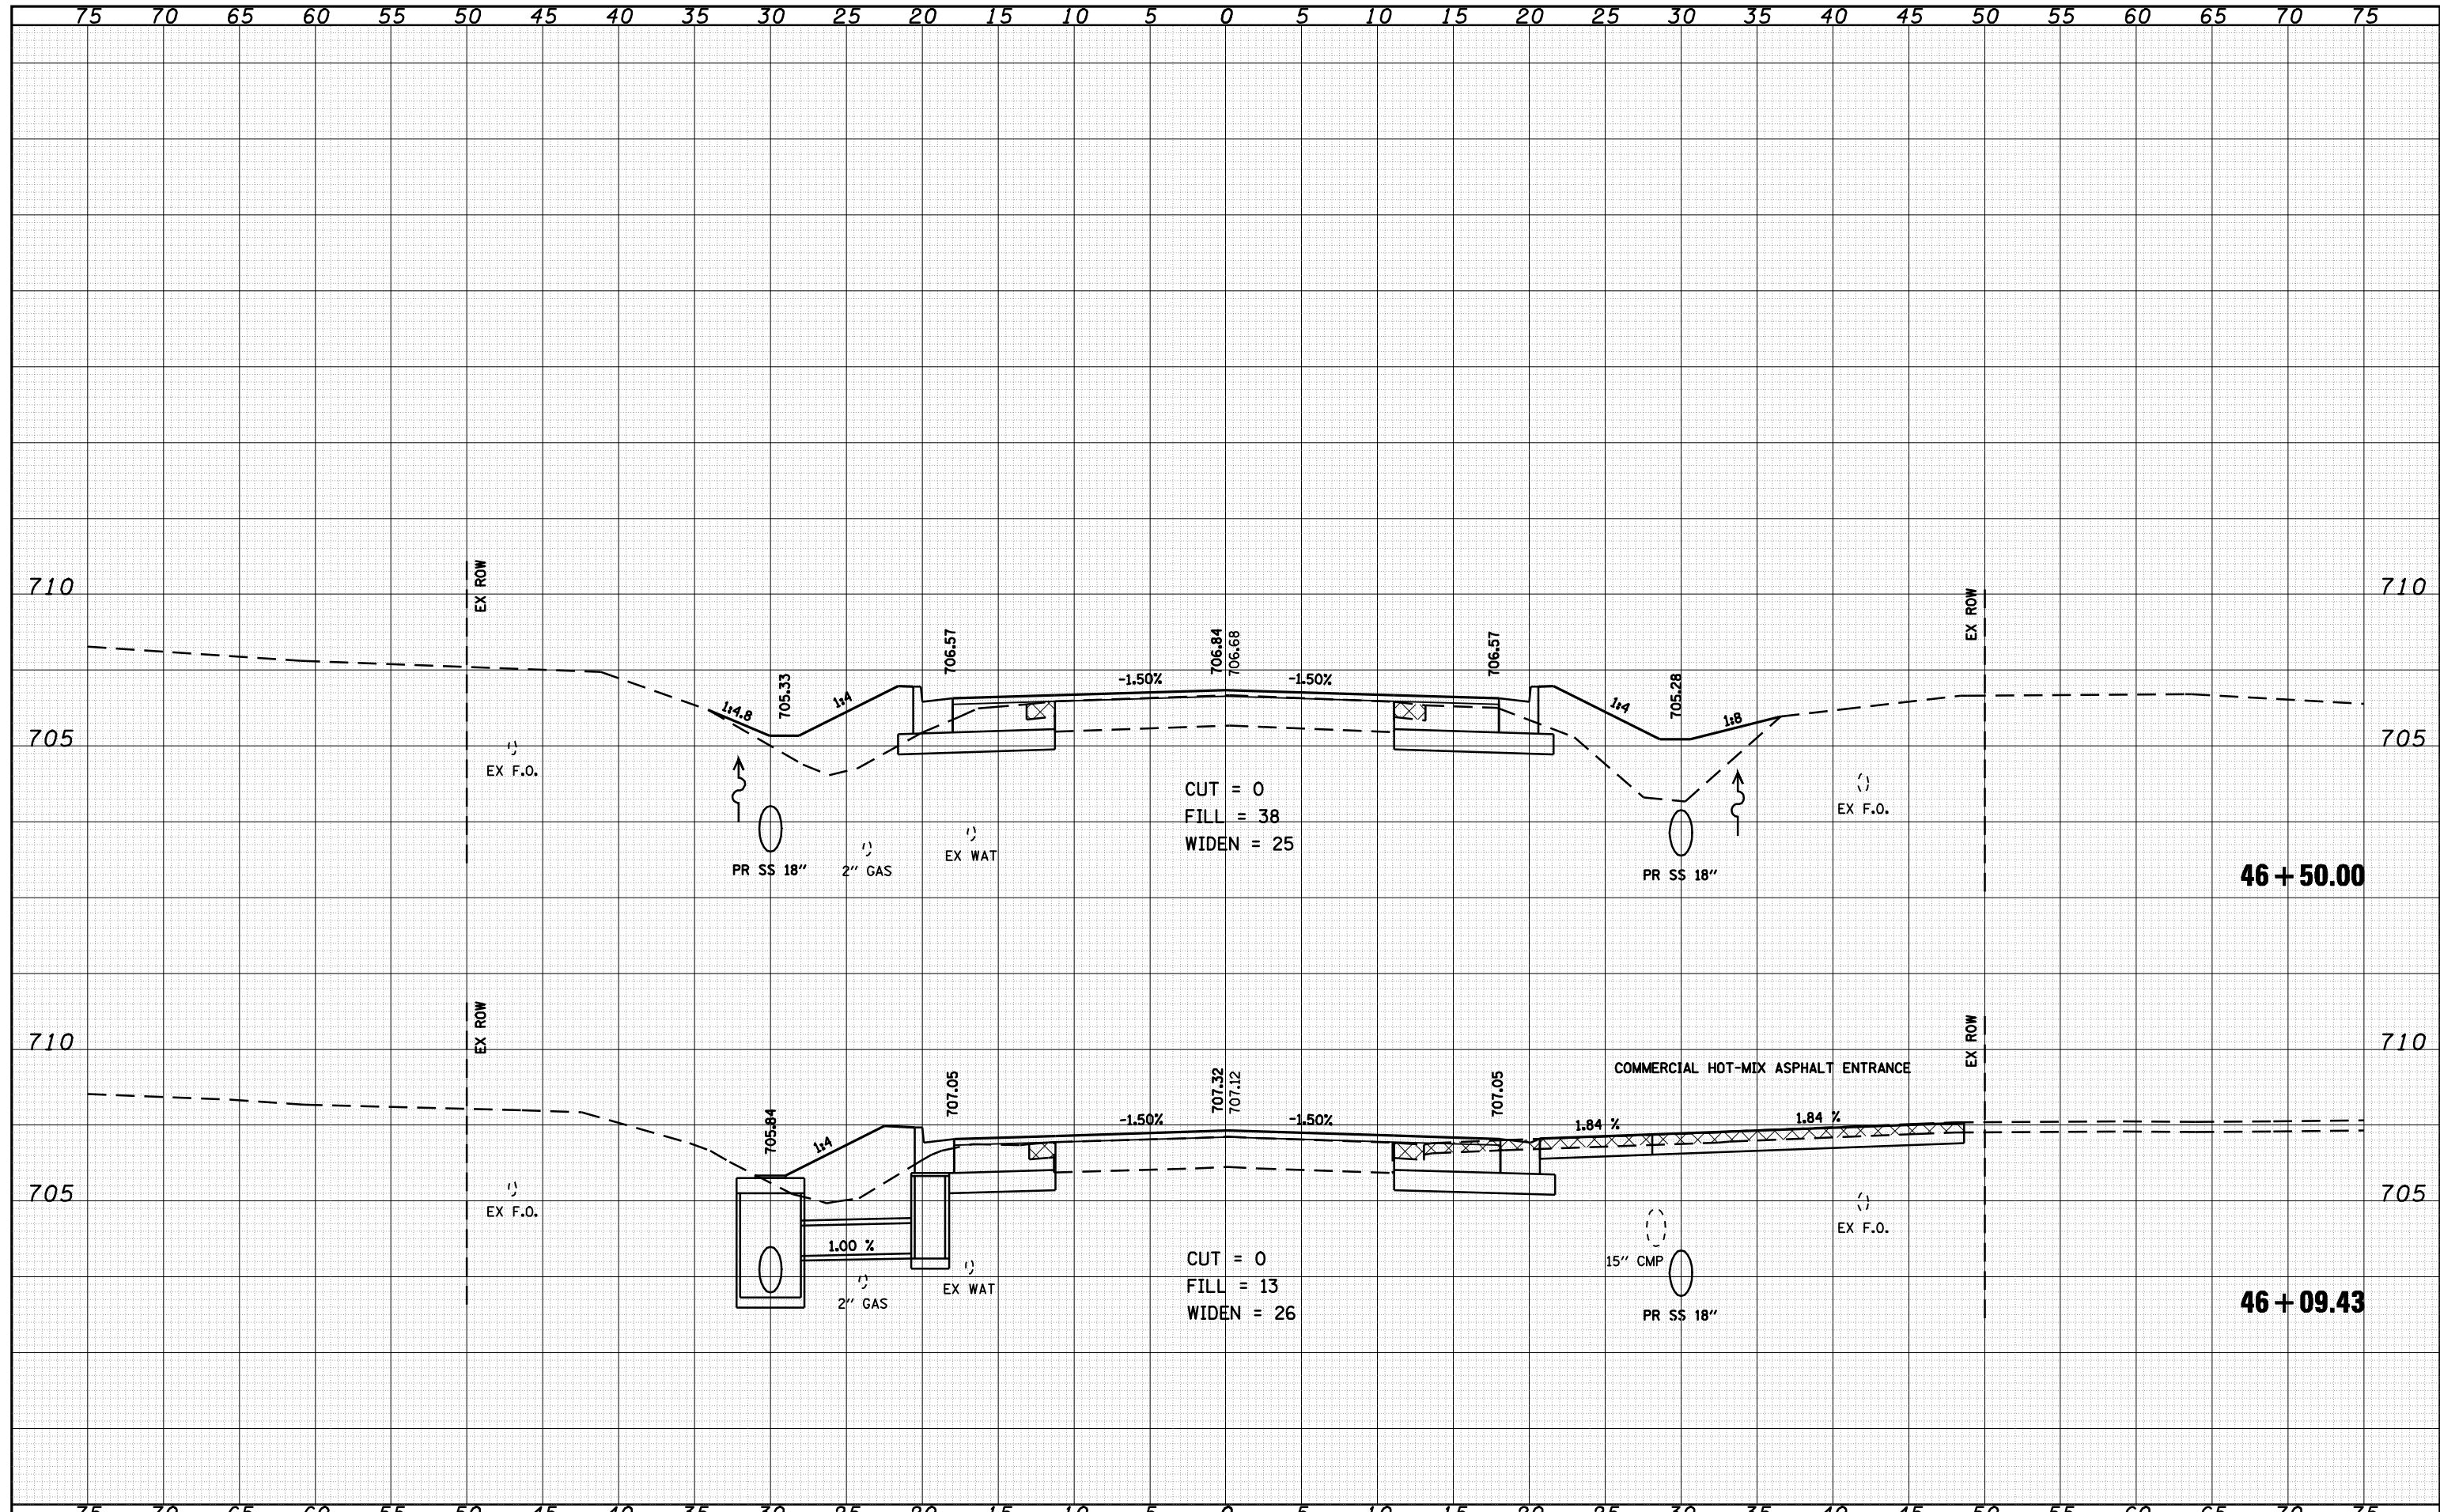 75 70 65 60 55 50 45 40 35 30 25 20 15 10 5 0 5 10 15 20 25 30 35 40 45 50 55 60 65 70 75
EX ROW
EX ROW
710
710
706.57
706.84
706.68
706.57
705.33
705.28
-1.50%
-1.50%
1:4.8
1:4
1:4
1:8
705
705
EX F.O.
CUT = 0
EX F.O.
FILL = 38
WIDEN = 25
EX WAT
PR SS 18"
2" GAS
PR SS 18"
46+50.00
EX ROW
EX ROW
710
710
COMMERCIAL HOT-MIX ASPHALT ENTRANCE
707.05
707.32
707.12
707.05
705.84
1:4
-1.50%
-1.50%
1.84 %
1.84 %
705
705
EX F.O.
EX F.O.
1.00 %
CUT = 0
15" CMP
FILL = 13
EX WAT
2" GAS
WIDEN = 26
PR SS 18"
46+09.43
75 70 65 60 55 50 45 40 35 30 25 20 15 10 5 0 5 10 15 20 25 30 35 40 45 50 55 60 65 70 75